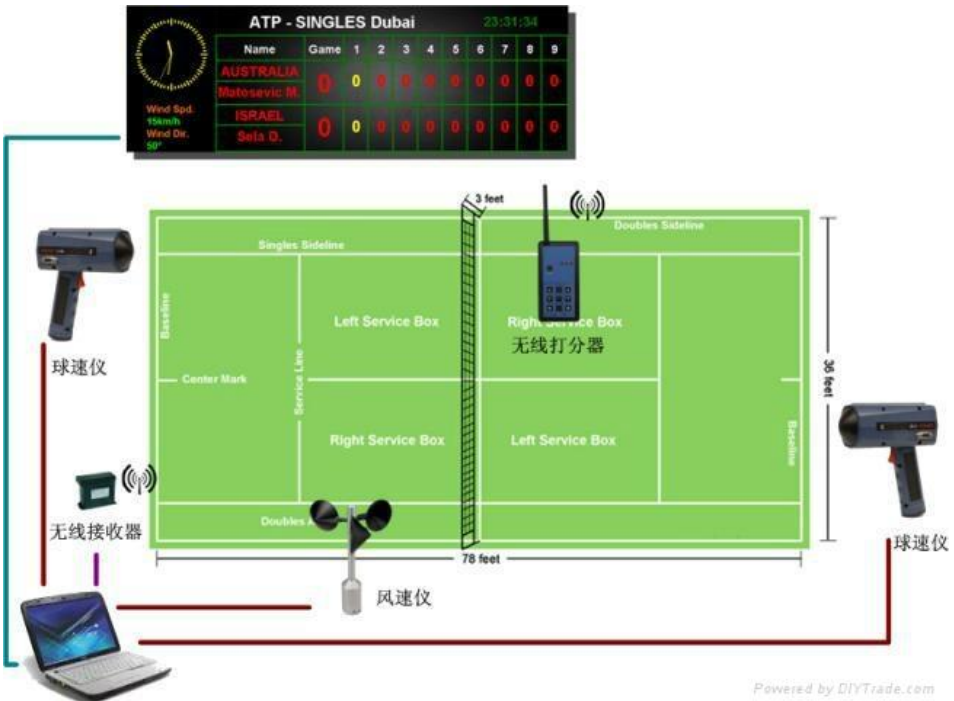 ATP - SINGLES Dubai 23:31:34
Name Game 1 2 3 4 5 6 7 8 9
AUSTRALIA
Matosevic M.
0 0 0 0 0 0 0 0 0 0
ISRAEL
Sela D.
0 0 0 0 0 0 0 0 0 0
Wind Spd.
15km/h
Wind Dir.
50°
3 feet
Doubles Sideline
Singles Sideline
Baseline
Left Service Box
Right Service Box
无线打分器
球速仪
Center Mark
Service Line
36 feet
Right Service Box
Left Service Box
Baseline
无线接收器
Doubles
球速仪
78 feet
风速仪
Powered by DIYTrade.com